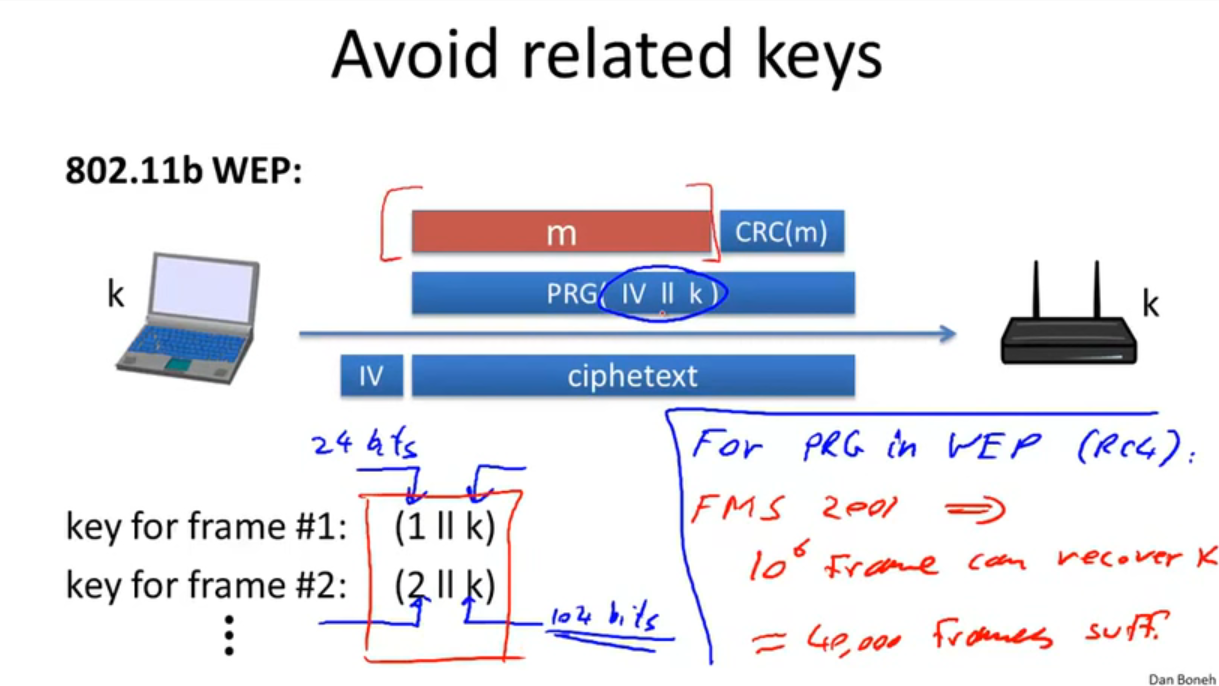 Avoid related keys
802.11b WEP:
m
CRC(m)
k
PRG( IV ll k )
k
IV
ciphetext
24 bits
key for frame #1: (1 ll k)
key for frame #2: (2 ll k)
104 bits
For PRG in WEP (RC4):
FMS 2001 ⟹
10⁶ Frame can recover k
≈ 40,000 frames suff.
Dan Boneh